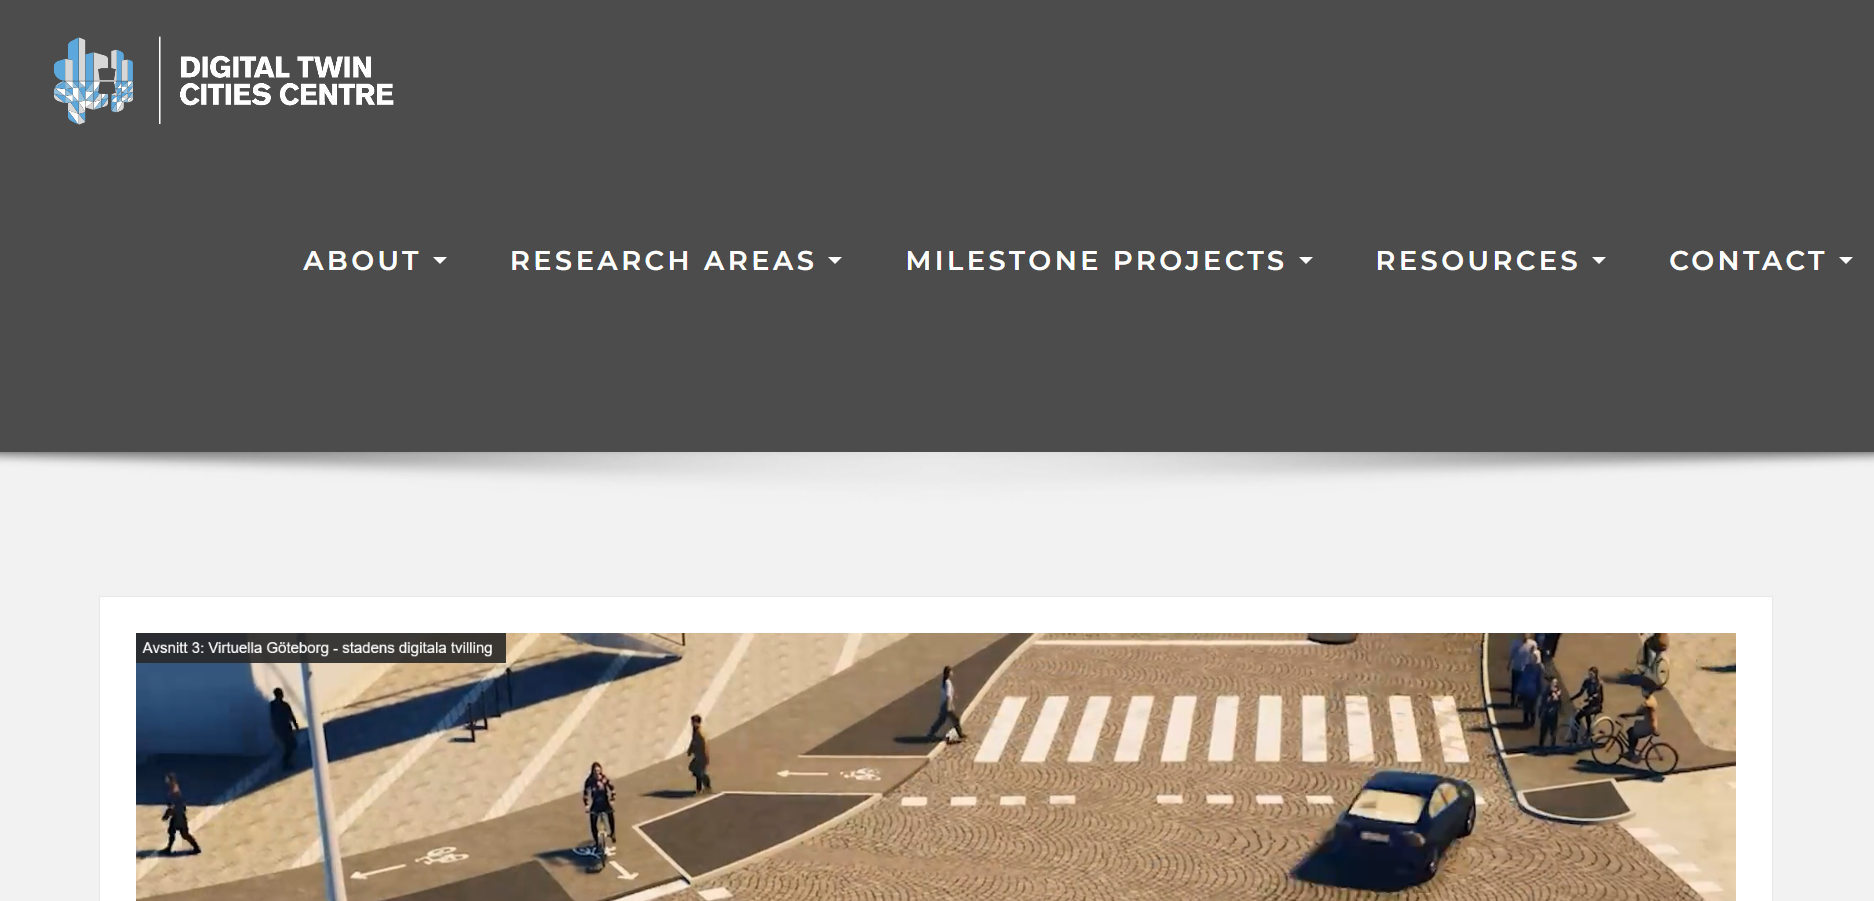 DIGITAL TWIN
CITIES CENTRE
ABOUT
RESEARCH AREAS
MILESTONE PROJECTS
RESOURCES
CONTACT
Avsnitt 3: Virtuella Göteborg - stadens digitala tvilling